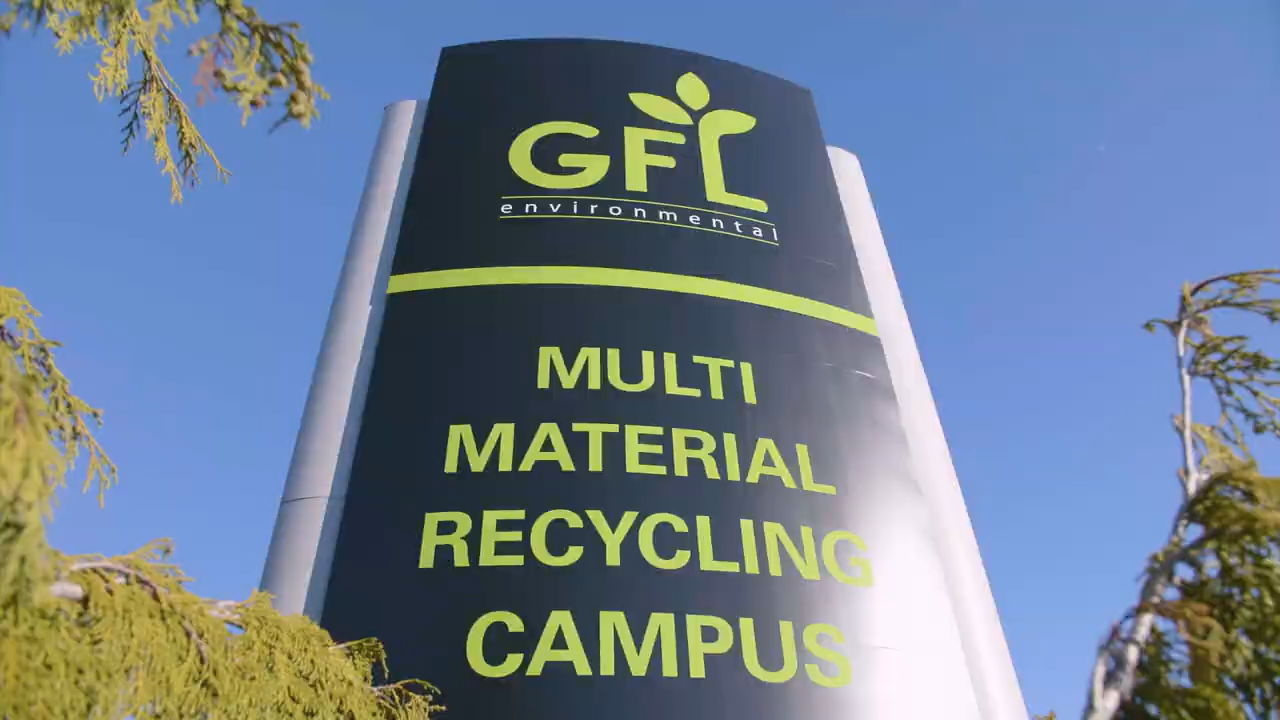 GFL
environmental
MULTI
MATERIAL
RECYCLING
CAMPUS